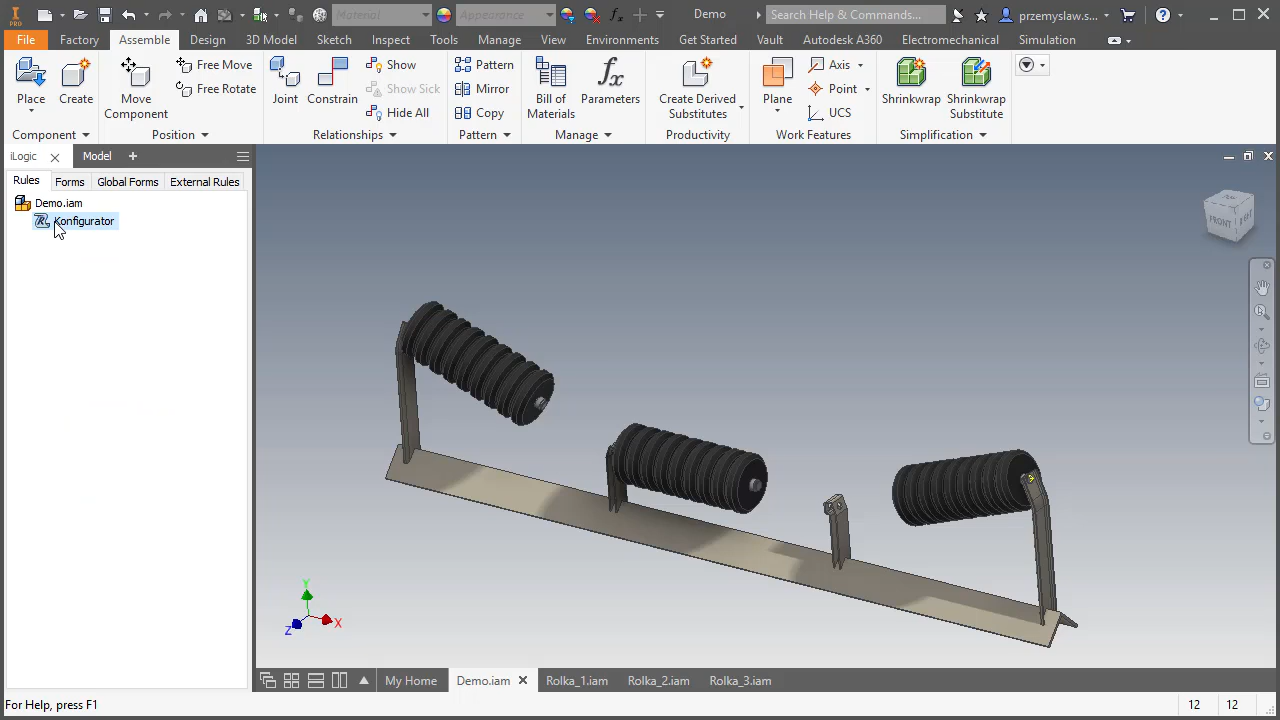 PRO
Material
Appearance
Demo
Search Help & Commands...
przemyslaw.s...
File
Factory
Assemble
Design
3D Model
Sketch
Inspect
Tools
Manage
View
Environments
Get Started
Vault
Autodesk A360
Electromechanical
Simulation
Place
Create
Move Component
Free Move
Free Rotate
Joint
Constrain
Show
Show Sick
Hide All
Pattern
Mirror
Copy
Bill of Materials
Parameters
Create Derived Substitutes
Plane
Axis
Point
UCS
Shrinkwrap
Shrinkwrap Substitute
Component
Position
Relationships
Pattern
Manage
Productivity
Work Features
Simplification
iLogic
Model
Rules
Forms
Global Forms
External Rules
Demo.iam
Konfigurator
FRONT
Y
X
Z
My Home
Demo.iam
Rolka_1.iam
Rolka_2.iam
Rolka_3.iam
For Help, press F1
12
12